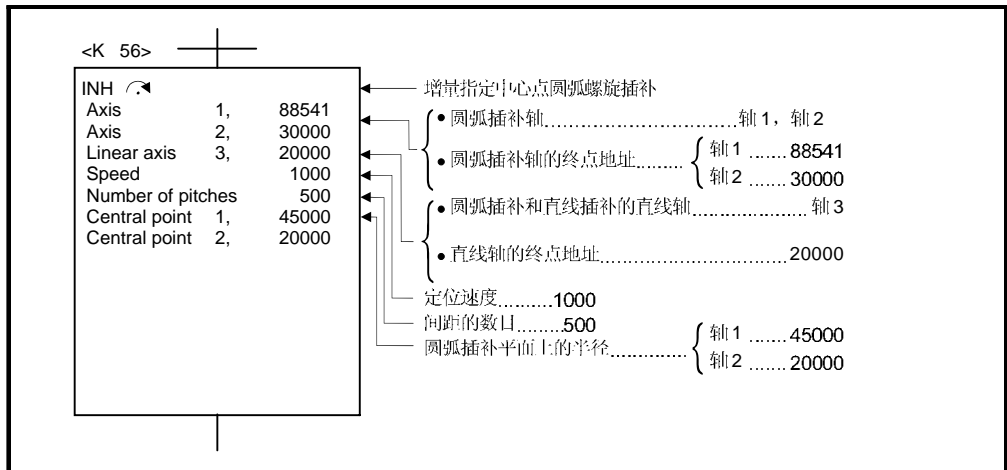 <K 56>
INH
Axis 1, 88541
Axis 2, 30000
Linear axis 3, 20000
Speed 1000
Number of pitches 500
Central point 1, 45000
Central point 2, 20000
增量指定中心点圆弧螺旋插补
• 圆弧插补轴.................................轴1，轴2
• 圆弧插补轴的终点地址........ 轴1 ......88541
轴2 ......30000
• 圆弧插补和直线插补的直线轴.................... 轴3
• 直线轴的终点地址..................................20000
定位速度..........1000
间距的数目.........500
圆弧插补平面上的半径.............. 轴1 ......45000
轴2 ......20000